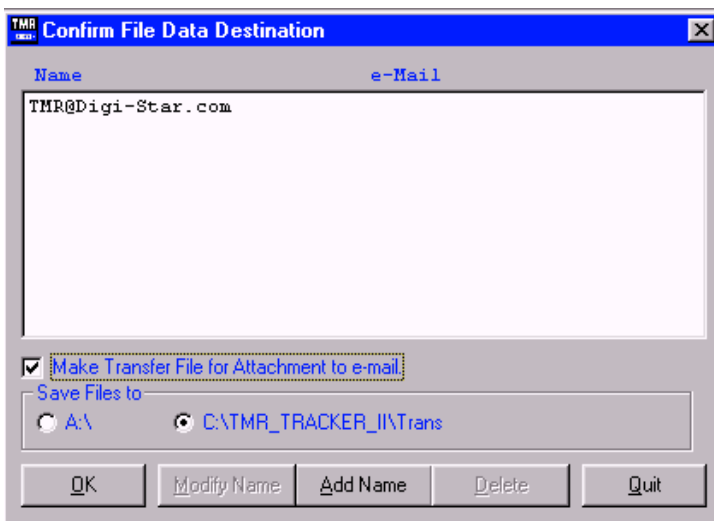 TMR Confirm File Data Destination
Name e-Mail
TMR@Digi-Star.com
Make Transfer File for Attachment to e-mail.
Save Files to
A:\ C:\TMR_TRACKER_II\Trans
OK Modify Name Add Name Delete Quit